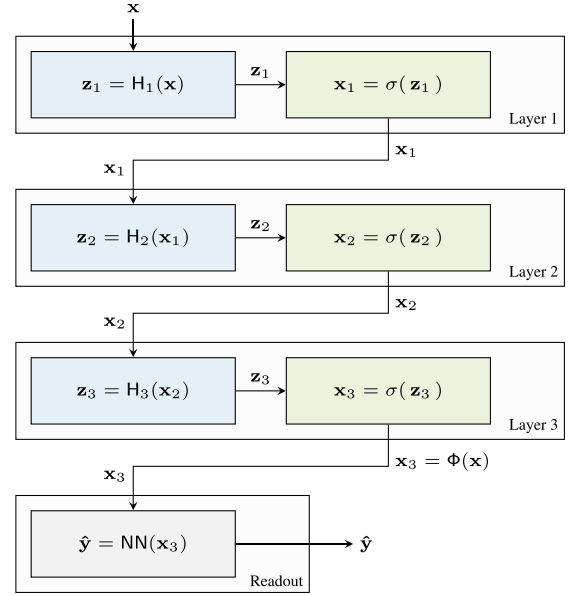 x
z₁ = H₁(x)
z₁
x₁ = σ( z₁ )
Layer 1
x₁
x₁
z₂ = H₂(x₁)
z₂
x₂ = σ( z₂ )
Layer 2
x₂
x₂
z₃ = H₃(x₂)
z₃
x₃ = σ( z₃ )
Layer 3
x₃ = Φ(x)
x₃
ŷ = NN(x₃)
ŷ
Readout